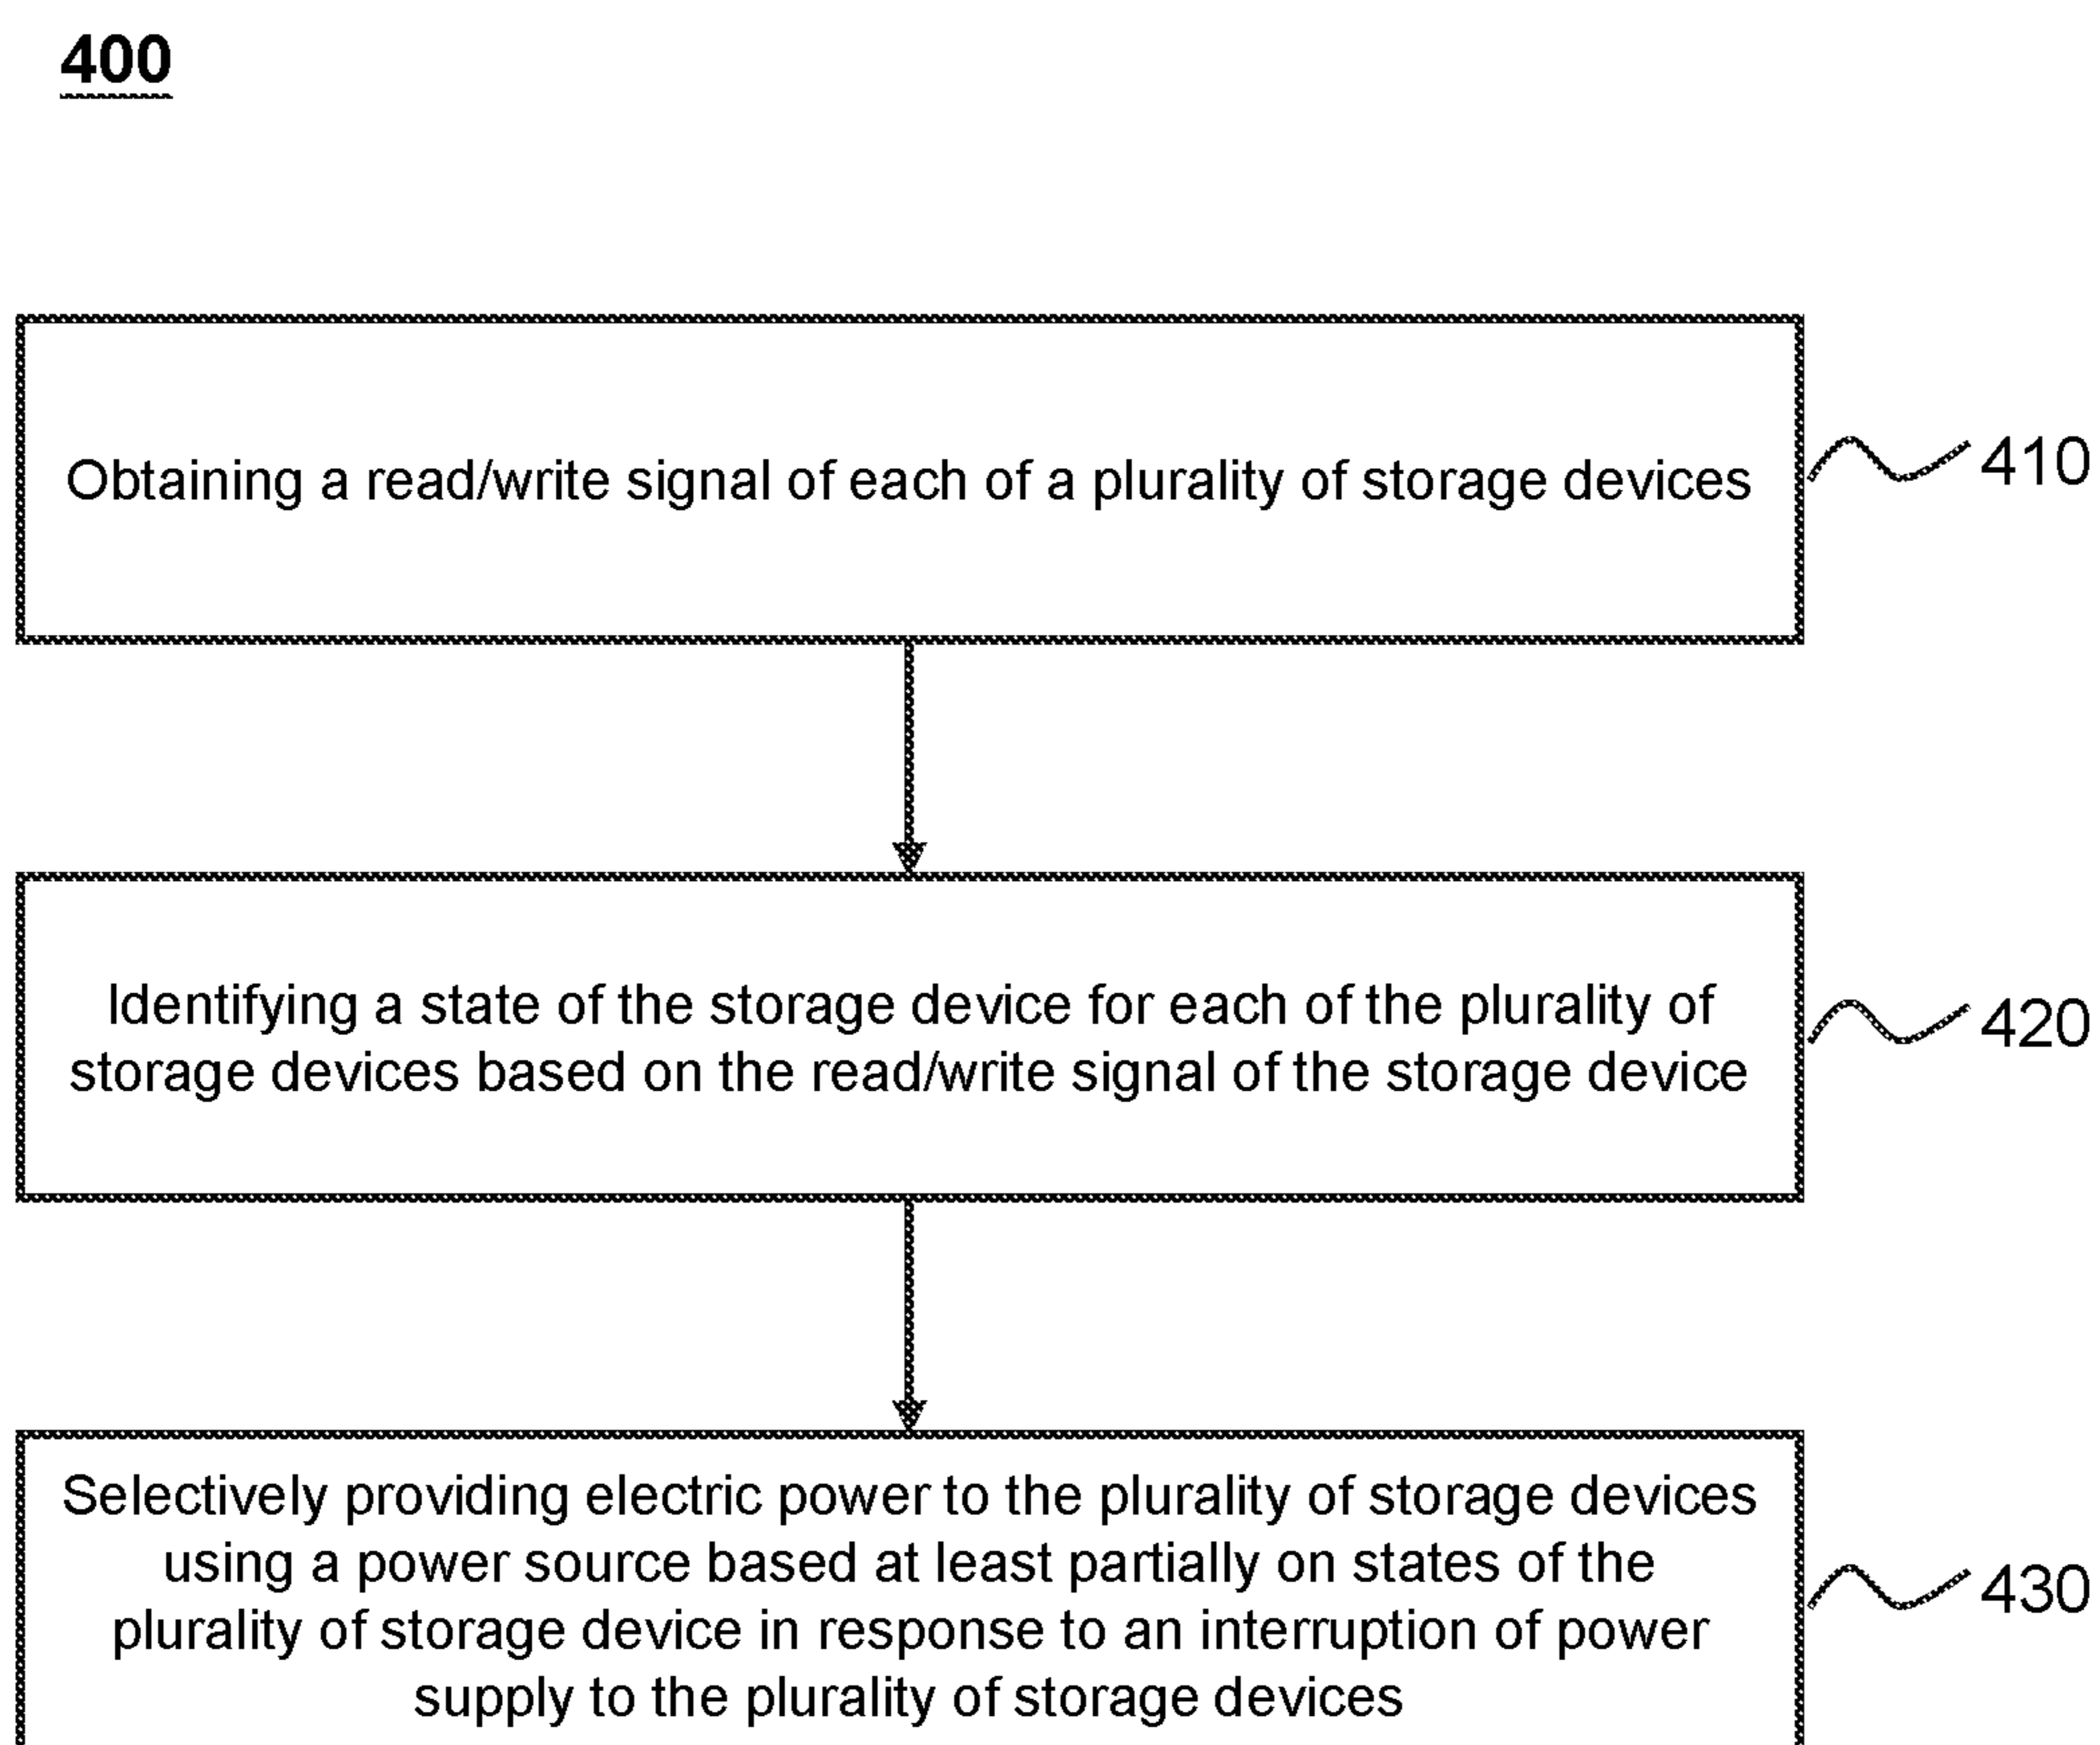 400
Obtaining a read/write signal of each of a plurality of storage devices
410
Identifying a state of the storage device for each of the plurality of
storage devices based on the read/write signal of the storage device
420
Selectively providing electric power to the plurality of storage devices
using a power source based at least partially on states of the
plurality of storage device in response to an interruption of power
supply to the plurality of storage devices
430